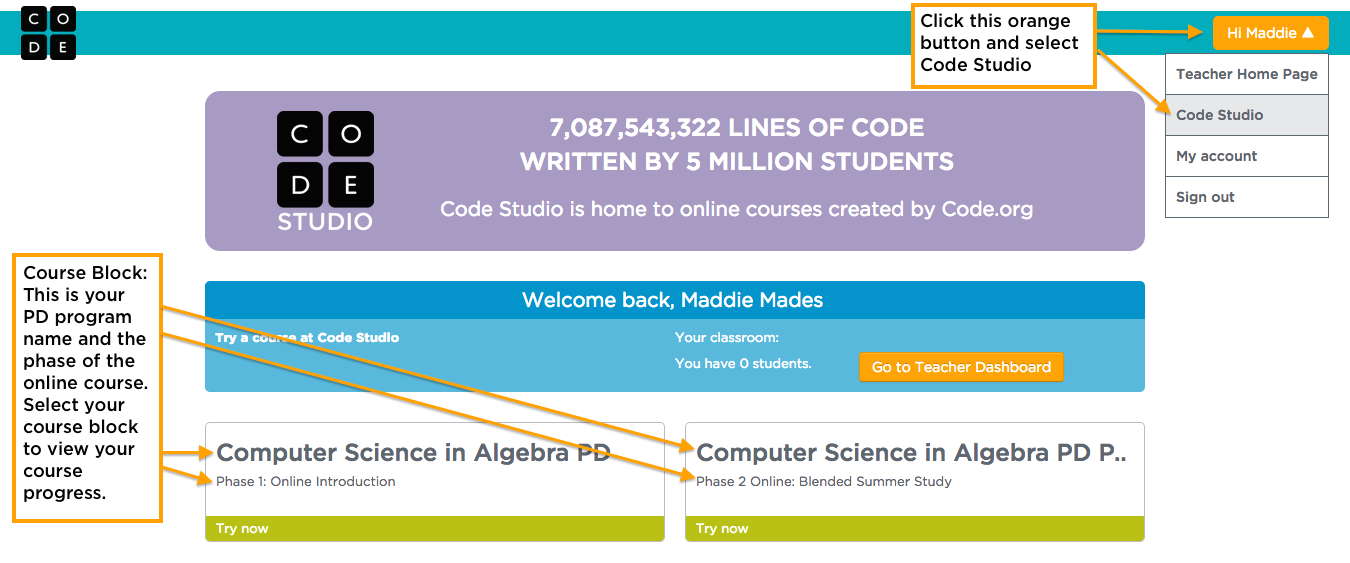 C O
D E
Click this orange
button and select
Code Studio
Hi Maddie ▲
Teacher Home Page
Code Studio
My account
Sign out
C O
D E
STUDIO
7,087,543,322 LINES OF CODE
WRITTEN BY 5 MILLION STUDENTS
Code Studio is home to online courses created by Code.org
Course Block:
This is your
PD program
name and the
phase of the
online course.
Select your
course block
to view your
course
progress.
Welcome back, Maddie Mades
Try a course at Code Studio
Your classroom:
You have 0 students.
Go to Teacher Dashboard
Computer Science in Algebra PD
Phase 1: Online Introduction
Try now
Computer Science in Algebra PD P..
Phase 2 Online: Blended Summer Study
Try now